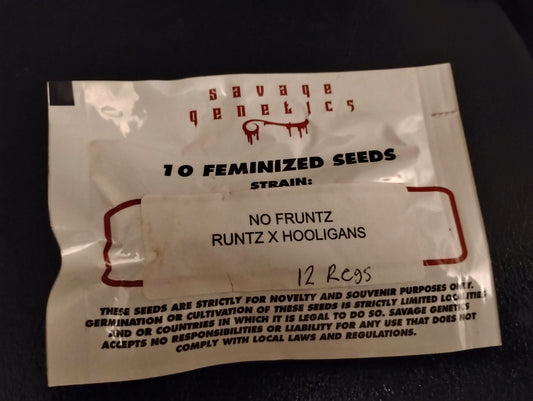 savage
genetics
10 FEMINIZED SEEDS
STRAIN:
NO FRUNTZ
RUNTZ X HOOLIGANS
12 Regs
THESE SEEDS ARE STRICTLY FOR NOVELTY AND SOUVENIR PURPOSES ONLY.
GERMINATION OR CULTIVATION OF THESE SEEDS IS STRICTLY LIMITED LOCALITIES
AND OR COUNTRIES IN WHICH IT IS LEGAL TO DO SO. SAVAGE GENETICS
ACCEPTS NO RESPONSIBILITIES OR LIABILITY FOR ANY USE THAT DOES NOT
COMPLY WITH LOCAL LAWS AND REGULATIONS.